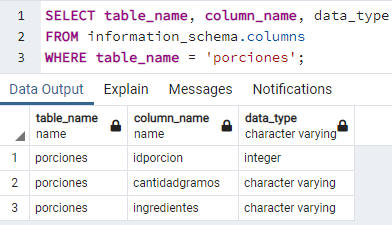 1 SELECT table_name, column_name, data_type
2 FROM information_schema.columns
3 WHERE table_name = 'porciones';
Data Output Explain Messages Notifications
table_name column_name data_type
name name character varying
1 porciones idporcion integer
2 porciones cantidadgramos character varying
3 porciones ingredientes character varying